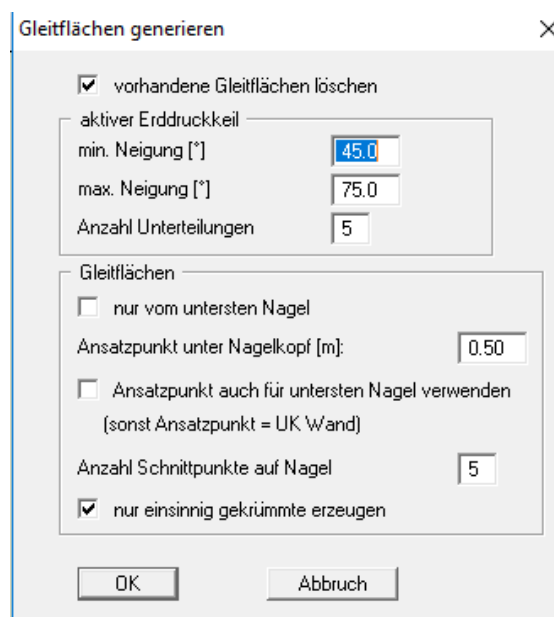 Gleitflächen generieren
vorhandene Gleitflächen löschen
aktiver Erddruckkeil
min. Neigung [°] 45.0
max. Neigung [°] 75.0
Anzahl Unterteilungen 5
Gleitflächen
nur vom untersten Nagel
Ansatzpunkt unter Nagelkopf [m]: 0.50
Ansatzpunkt auch für untersten Nagel verwenden
(sonst Ansatzpunkt = UK Wand)
Anzahl Schnittpunkte auf Nagel 5
nur einsinnig gekrümmte erzeugen
OK Abbruch